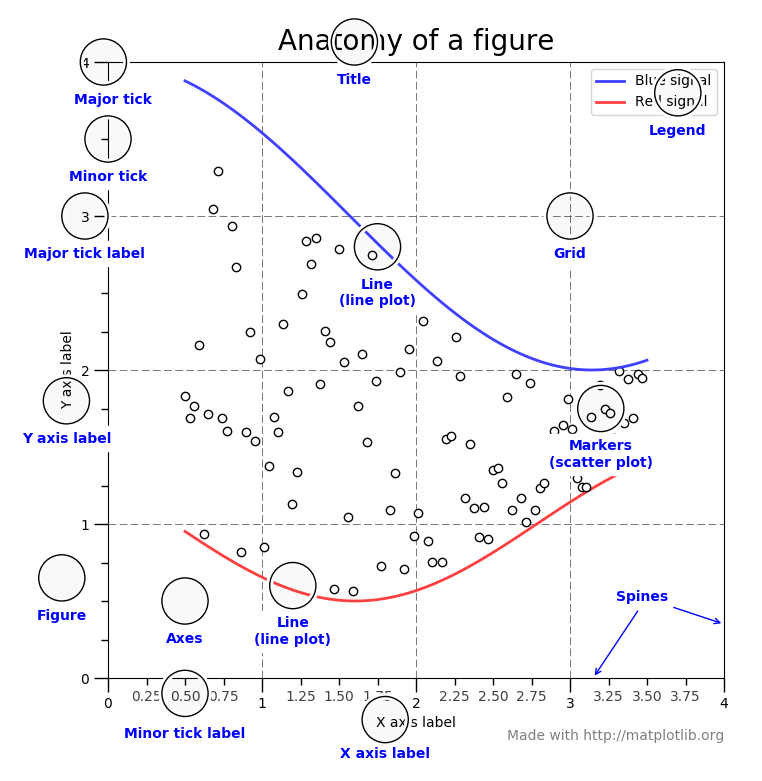 Anatomy of a figure
Title
4
Major tick
Blue signal
Red signal
Legend
Minor tick
3
Major tick label
Grid
Line
(line plot)
2
Y axis label
Y axis label
Markers
(scatter plot)
1
Figure
Axes
Line
(line plot)
Spines
0
0 0.25 0.50 0.75 1 1.25 1.50 1.75 2 2.25 2.50 2.75 3 3.25 3.50 3.75 4
Minor tick label
X axis label
X axis label
Made with http://matplotlib.org